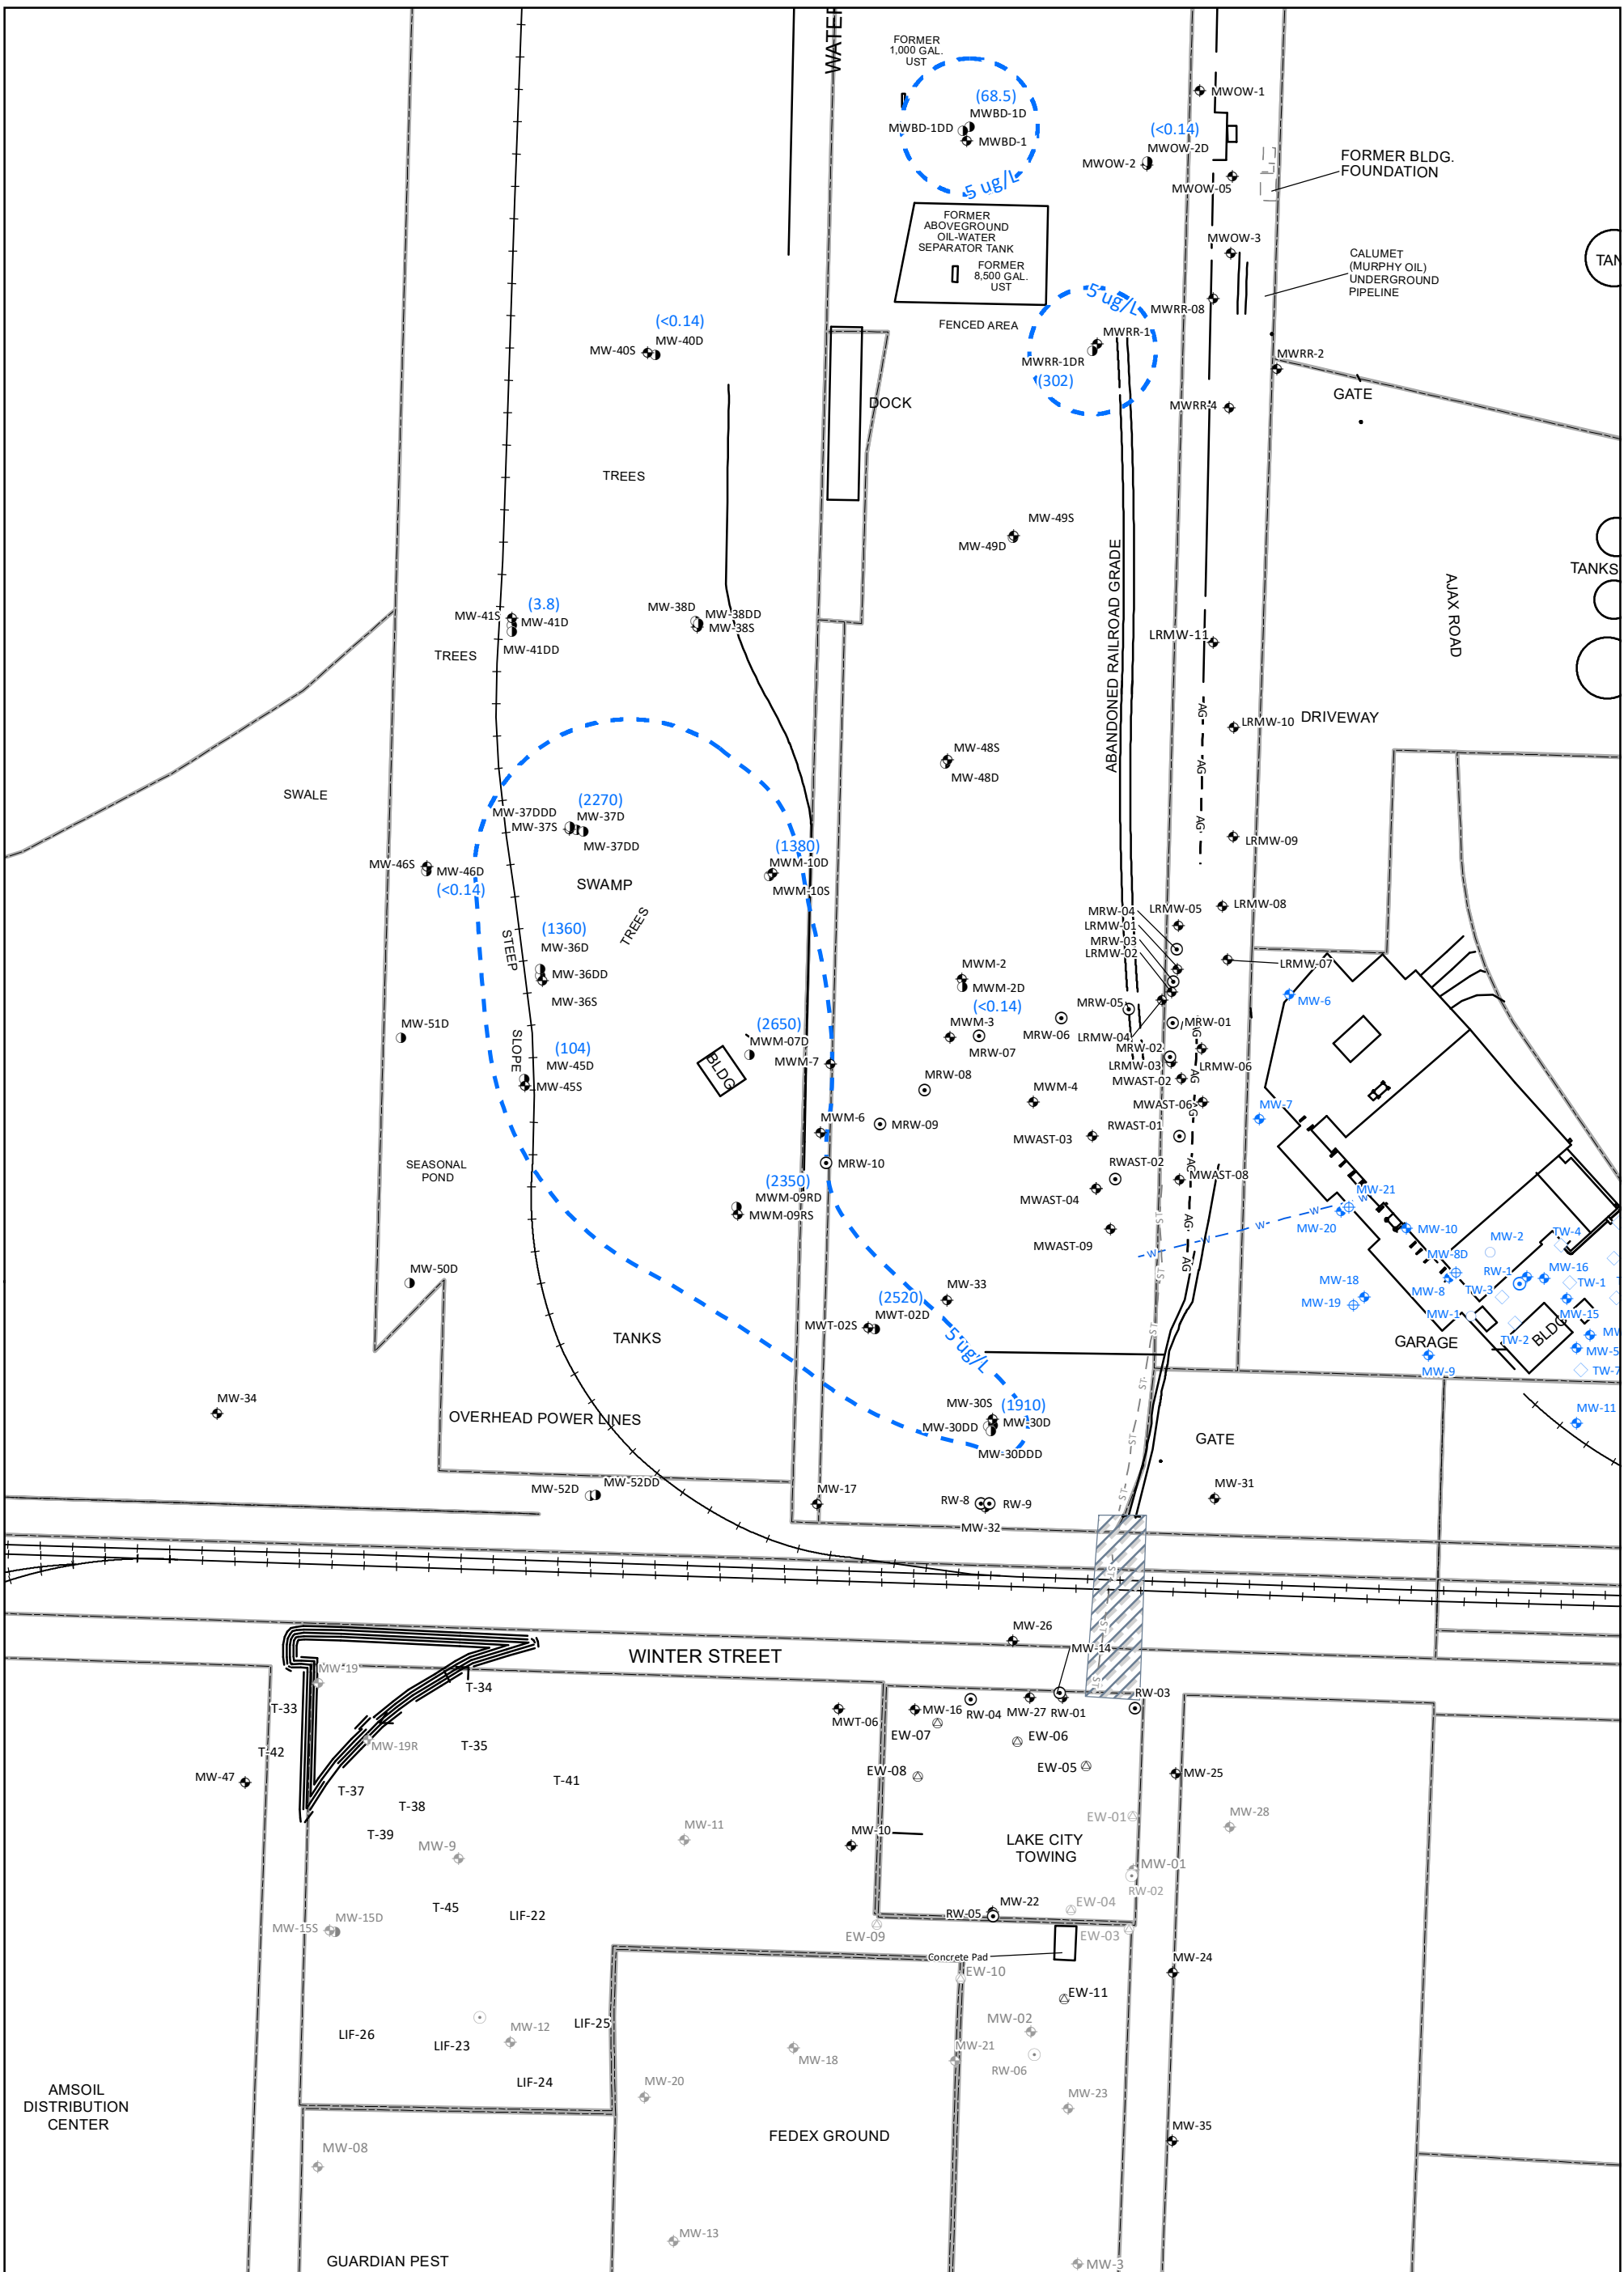 WATER
FORMER
1,000 GAL.
UST
(68.5)
MWBD-1D
MWBD-1DD
MWBD-1
5 ug/L
MWOW-1
(<0.14)
MWOW-2D
MWOW-2
MWOW-05
FORMER BLDG.
FOUNDATION
FORMER
ABOVEGROUND
OIL-WATER
SEPARATOR TANK
FORMER
8,500 GAL.
UST
MWOW-3
CALUMET
(MURPHY OIL)
UNDERGROUND
PIPELINE
TAN
5 ug/L
MWRR-08
FENCED AREA
MWRR-1
MWRR-1DR
(302)
MWRR-2
GATE
MWRR-4
(<0.14)
MW-40D
MW-40S
DOCK
TREES
MW-49S
MW-49D
ABANDONED RAILROAD GRADE
AJAX ROAD
TANKS
(3.8)
MW-41S
MW-41D
MW-41DD
TREES
MW-38D
MW-38DD
MW-38S
LRMW-11
AG
LRMW-10
DRIVEWAY
AG
MW-48S
MW-48D
SWALE
(2270)
MW-37DDD
MW-37D
MW-37S
MW-37DD
AG
LRMW-09
(1380)
MWM-10D
MWM-10S
MW-46S
MW-46D
(<0.14)
SWAMP
TREES
STEEP
SLOPE
(1360)
MW-36D
MW-36DD
MW-36S
MRW-04
LRMW-05
LRMW-01
MRW-03
LRMW-02
LRMW-08
LRMW-07
MWM-2
MWM-2D
(<0.14)
MW-6
MW-51D
(2650)
MWM-07D
MWM-7
BLDG
MWM-3
MRW-07
MRW-06
MRW-05
LRMW-04
MRW-01
AG
MRW-02
LRMW-03
LRMW-06
(104)
MW-45D
MW-45S
MRW-08
MWAST-02
AG
MWM-4
MWAST-06
AG
MW-7
MWM-6
MRW-09
MWAST-03
RWAST-01
MRW-10
SEASONAL
POND
(2350)
MWM-09RD
MWM-09RS
RWAST-02
AG
MWAST-08
MWAST-04
MW-21
W
MW-20
MWAST-09
AG
ST
W
W
W
W
MW-10
MW-2
TW-4
MW-8D
RW-1
MW-16
MW-8
TW-3
TW-1
MW-18
MW-19
MW-1
MW-15
TW-2
BLDG
MW
MW-5
GARAGE
MW-9
TW-7
MW-11
AG
ST
MW-50D
MW-33
(2520)
MWT-02D
MWT-02S
TANKS
5 ug/L
ST
ST
MW-34
OVERHEAD POWER LINES
MW-30S
(1910)
MW-30DD
MW-30D
MW-30DDD
ST
GATE
MW-52D
MW-52DD
MW-17
RW-8
RW-9
MW-32
ST
MW-31
ST
WINTER STREET
MW-26
MW-14
ST
ST
MW-19
T-34
T-33
MWT-06
MW-16
RW-04
MW-27
RW-01
RW-03
EW-07
EW-06
T-42
MW-19R
T-35
MW-47
T-37
T-41
EW-08
EW-05
MW-25
T-38
T-39
MW-9
MW-11
MW-10
EW-01
MW-28
LAKE CITY
TOWING
MW-01
RW-02
T-45
LIF-22
MW-15S
MW-15D
RW-05
MW-22
EW-04
EW-09
EW-03
Concrete Pad
MW-24
EW-10
EW-11
LIF-26
LIF-23
MW-12
LIF-25
MW-02
MW-18
MW-21
RW-06
LIF-24
MW-20
MW-23
AMSOIL
DISTRIBUTION
CENTER
FEDEX GROUND
MW-35
MW-08
MW-13
GUARDIAN PEST
MW-3